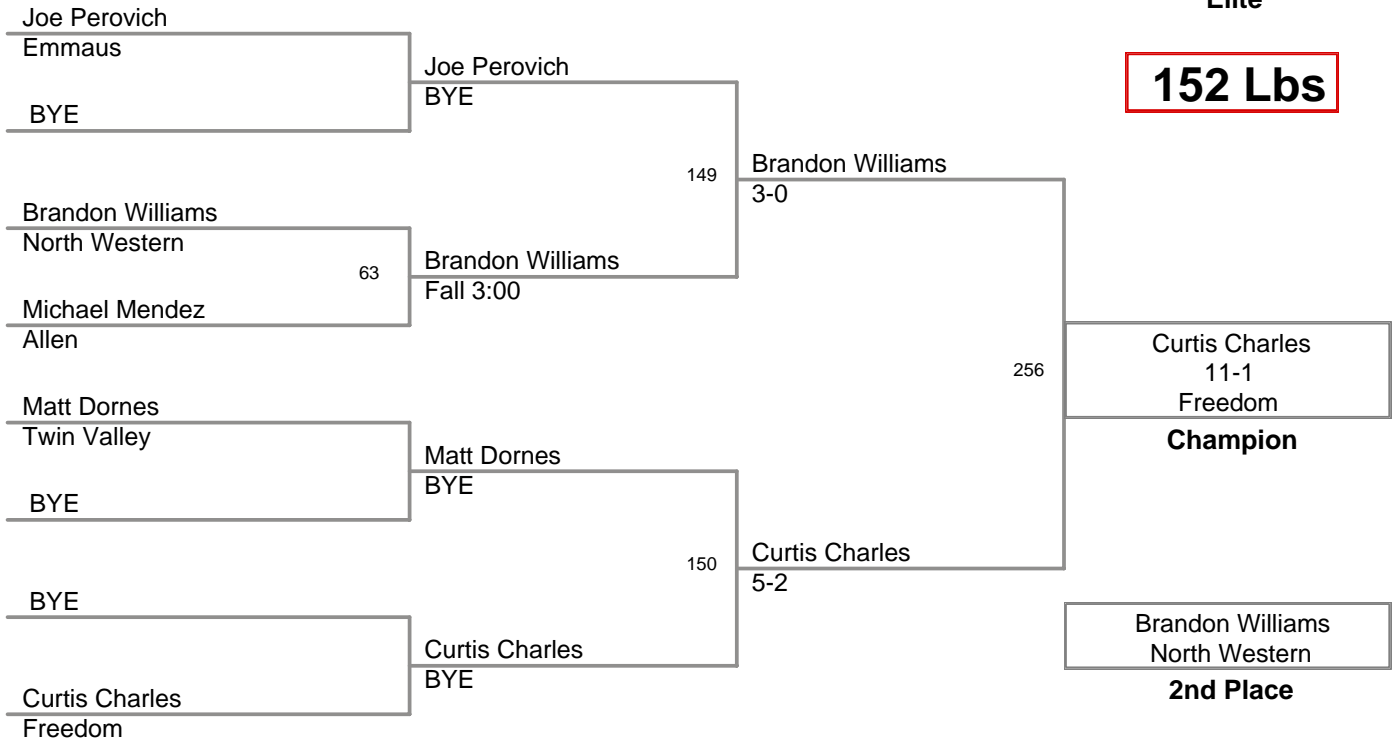 Elite
152 Lbs
Joe Perovich
Emmaus
BYE
Brandon Williams
North Western
63
Michael Mendez
Allen
Matt Dornes
Twin Valley
BYE
BYE
Curtis Charles
Freedom
Joe Perovich
BYE
149
Brandon Williams
Fall 3:00
Matt Dornes
BYE
150
Curtis Charles
BYE
Brandon Williams
3-0
256
Curtis Charles
5-2
Curtis Charles
11-1
Freedom
Champion
Brandon Williams
North Western
2nd Place